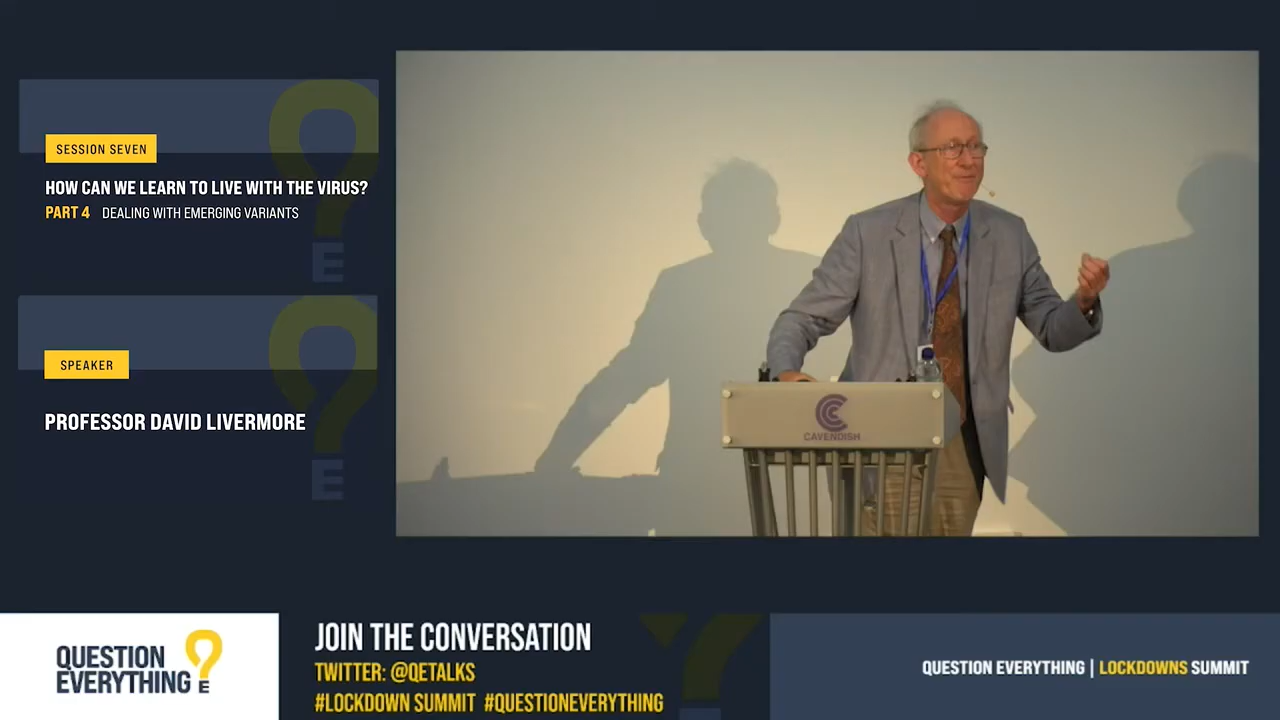 SESSION SEVEN
HOW CAN WE LEARN TO LIVE WITH THE VIRUS?
PART 4 DEALING WITH EMERGING VARIANTS
E
SPEAKER
PROFESSOR DAVID LIVERMORE
E
CAVENDISH
QUESTION
EVERYTHING
E
JOIN THE CONVERSATION
TWITTER: @QETALKS
#LOCKDOWN SUMMIT #QUESTIONEVERYTHING
QUESTION EVERYTHING | LOCKDOWNS SUMMIT